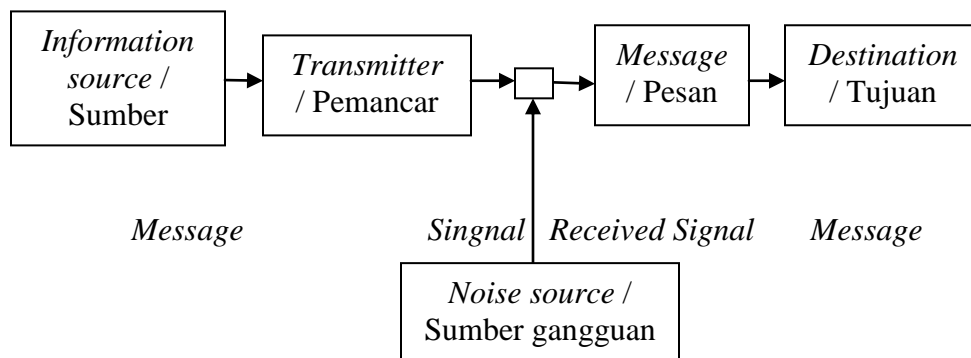 Information
source /
Sumber
Transmitter
/ Pemancar
Message
/ Pesan
Destination
/ Tujuan
Message
Singnal
Received Signal
Message
Noise source /
Sumber gangguan